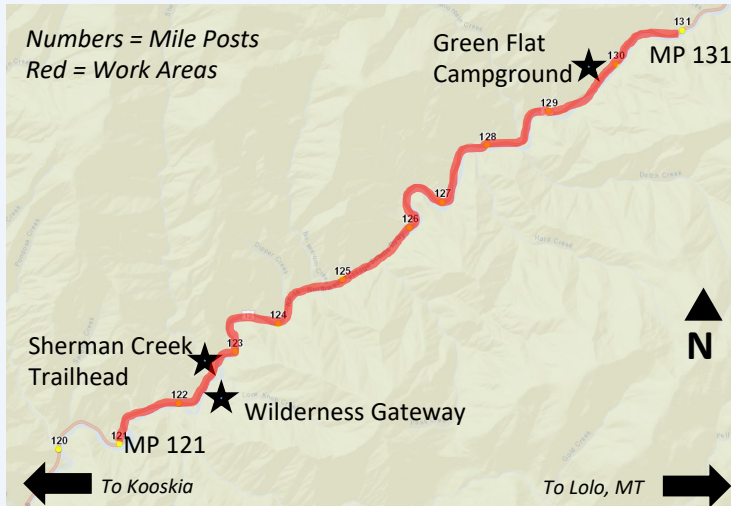 Numbers = Mile Posts
Red = Work Areas
Green Flat
Campground
131
MP 131
130
129
128
127
126
125
124
123
Sherman Creek
Trailhead
122
Wilderness Gateway
121
MP 121
120
N
To Kooskia
To Lolo, MT